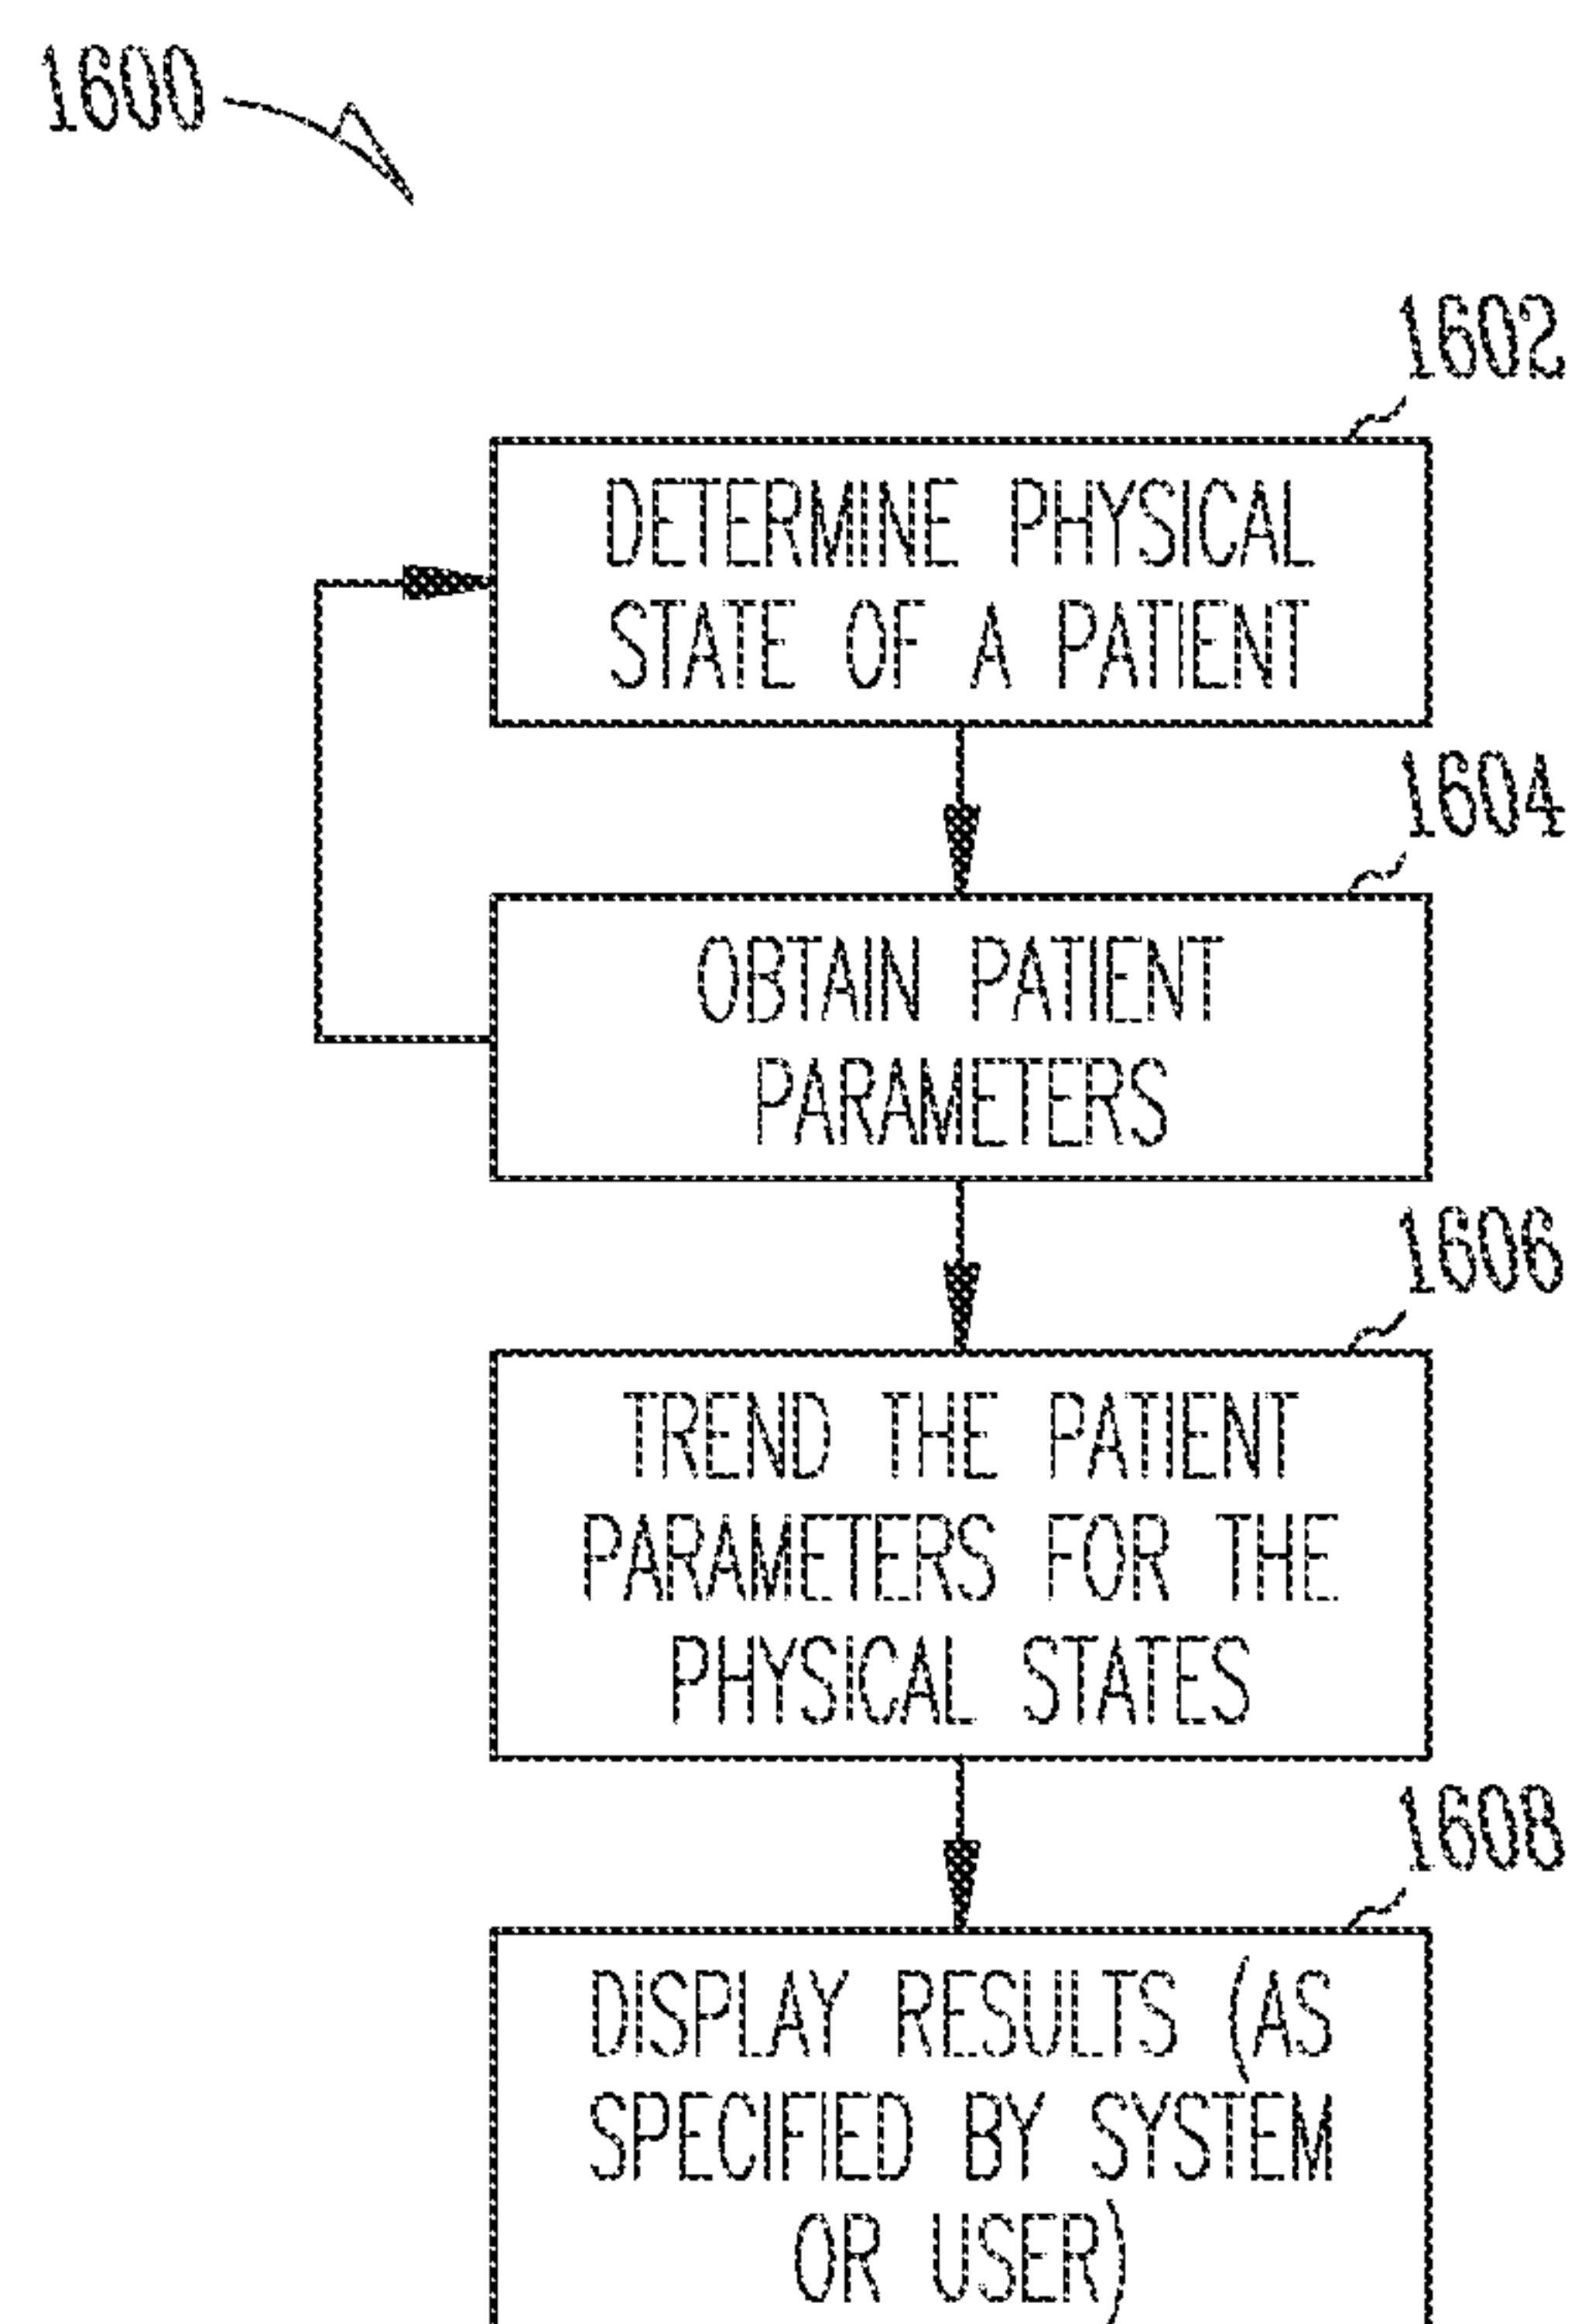 1600
1602
DETERMINE PHYSICAL
STATE OF A PATIENT
1604
OBTAIN PATIENT
PARAMETERS
1606
TREND THE PATIENT
PARAMETERS FOR THE
PHYSICAL STATES
1608
DISPLAY RESULTS (AS
SPECIFIED BY SYSTEM
OR USER)